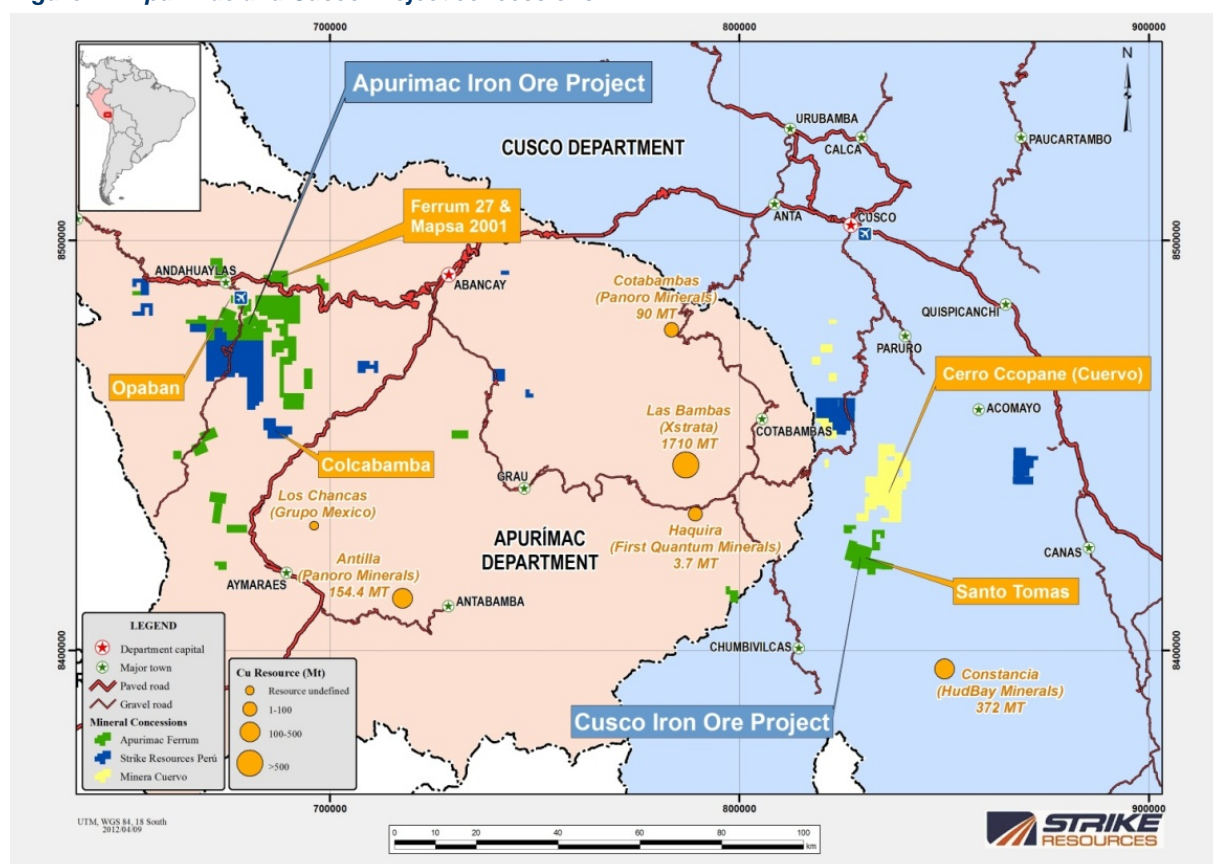 700000
800000
900000
N
Apurimac Iron Ore Project
URUBAMBA
CALCA
PAUCARTAMBO
CUSCO DEPARTMENT
Ferrum 27 &
Mapsa 2001
ANTA
CUSCO
8500000
8500000
ANDAHUAYLAS
ABANCAY
Cotabambas
(Panoro Minerals)
90 MT
QUISPICANCHI
PARURO
Opaban
Cerro Ccopane (Cuervo)
Las Bambas
(Xstrata)
1710 MT
COTABAMBAS
ACOMAYO
Colcabamba
GRAU
Los Chancas
(Grupo Mexico)
APURÍMAC
DEPARTMENT
Haquira
(First Quantum Minerals)
3.7 MT
CANAS
Antilla
(Panoro Minerals)
154.4 MT
AYMARAES
ANTABAMBA
Santo Tomas
8400000
8400000
CHUMBIVILCAS
Constancia
(HudBay Minerals)
372 MT
Cusco Iron Ore Project
LEGEND
Department capital
Major town
Paved road
Gravel road
Mineral Concessions
Apurimac Ferrum
Strike Resources Perú
Minera Cuervo
Cu Resource (Mt)
Resource undefined
1-100
100-500
>500
700000
800000
900000
UTM, WGS 84, 18 South
2012/04/09
0 10 20 40 60 80 100
km
STRIKE
RESOURCES